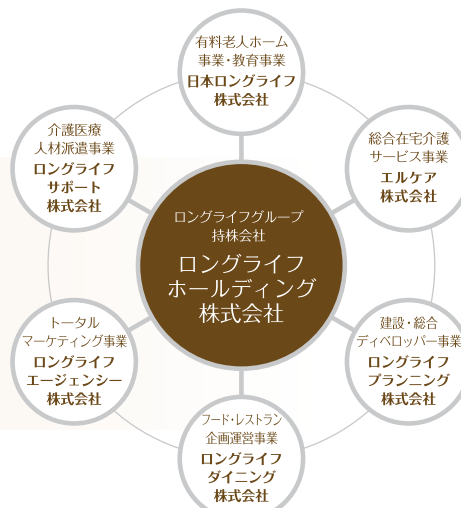 有料老人ホーム
事業・教育事業
日本ロングライフ
株式会社
介護医療
人材派遣事業
ロングライフ
サポート
株式会社
総合在宅介護
サービス事業
エルケア
株式会社
ロングライフグループ
持株会社
ロングライフ
ホールディング
株式会社
トータル
マーケティング事業
ロングライフ
エージェンシー
株式会社
建設・総合
ディベロッパー事業
ロングライフ
プランニング
株式会社
フード・レストラン
企画運営事業
ロングライフ
ダイニング
株式会社